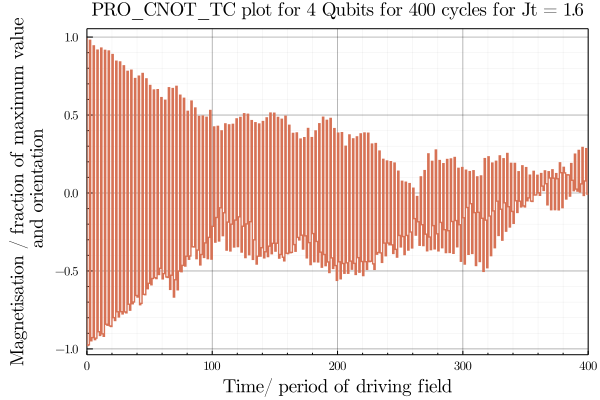 PRO_CNOT_TC plot for 4 Qubits for 400 cycles for Jt = 1.6
Magnetisation / fraction of maximum value
and orientation
1.0
0.5
0.0
−0.5
−1.0
0
100
200
300
400
Time/ period of driving field